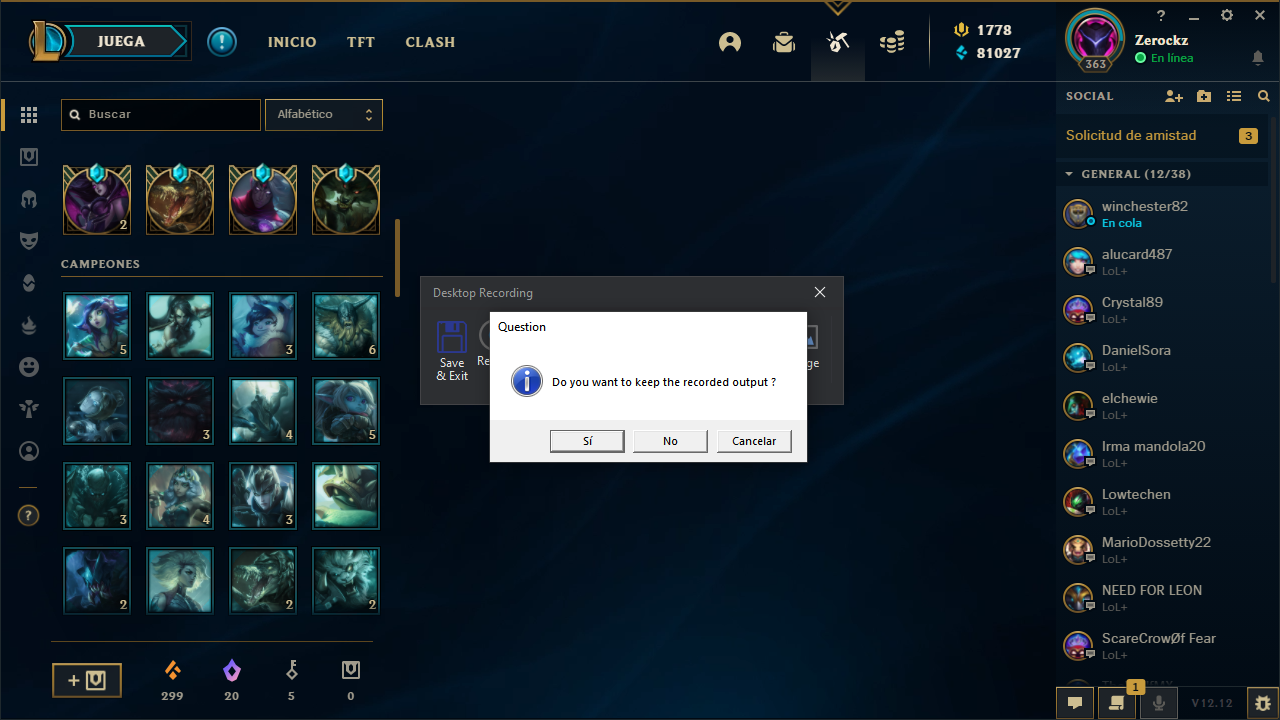 JUEGA
INICIO
TFT
CLASH
1778
81027
363
Zerockz
En línea
Buscar
Alfabético
2
CAMPEONES
5
3
6
3
4
5
3
4
3
2
2
2
299
20
5
0
Desktop Recording
Save
& Exit
Re
ge
Question
Do you want to keep the recorded output ?
Sí
No
Cancelar
SOCIAL
Solicitud de amistad
3
GENERAL (12/38)
winchester82
En cola
alucard487
LoL+
Crystal89
LoL+
DanielSora
LoL+
elchewie
LoL+
Irma mandola20
LoL+
Lowtechen
LoL+
MarioDossetty22
LoL+
NEED FOR LEON
LoL+
ScareCrowØf Fear
LoL+
1
V12.12